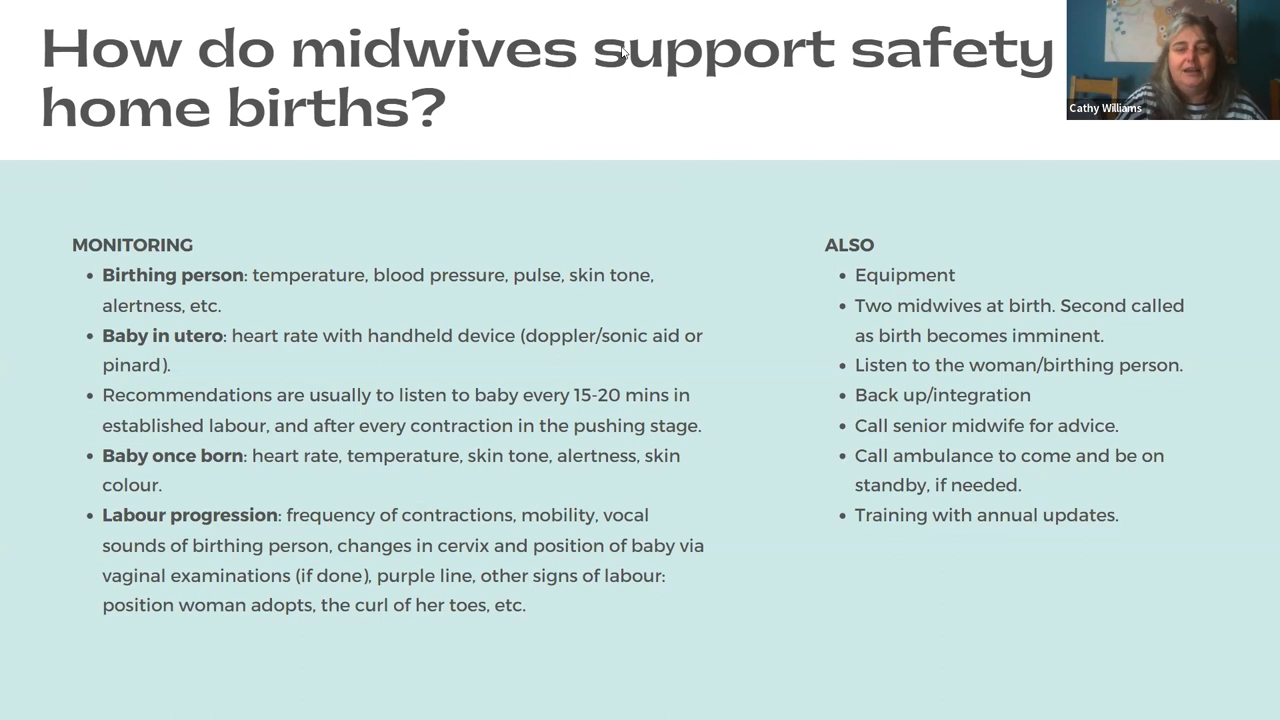 How do midwives support safety
home births?
Cathy Williams
MONITORING
• Birthing person: temperature, blood pressure, pulse, skin tone,
alertness, etc.
• Baby in utero: heart rate with handheld device (doppler/sonic aid or
pinard).
• Recommendations are usually to listen to baby every 15-20 mins in
established labour, and after every contraction in the pushing stage.
• Baby once born: heart rate, temperature, skin tone, alertness, skin
colour.
• Labour progression: frequency of contractions, mobility, vocal
sounds of birthing person, changes in cervix and position of baby via
vaginal examinations (if done), purple line, other signs of labour:
position woman adopts, the curl of her toes, etc.
ALSO
• Equipment
• Two midwives at birth. Second called
as birth becomes imminent.
• Listen to the woman/birthing person.
• Back up/integration
• Call senior midwife for advice.
• Call ambulance to come and be on
standby, if needed.
• Training with annual updates.